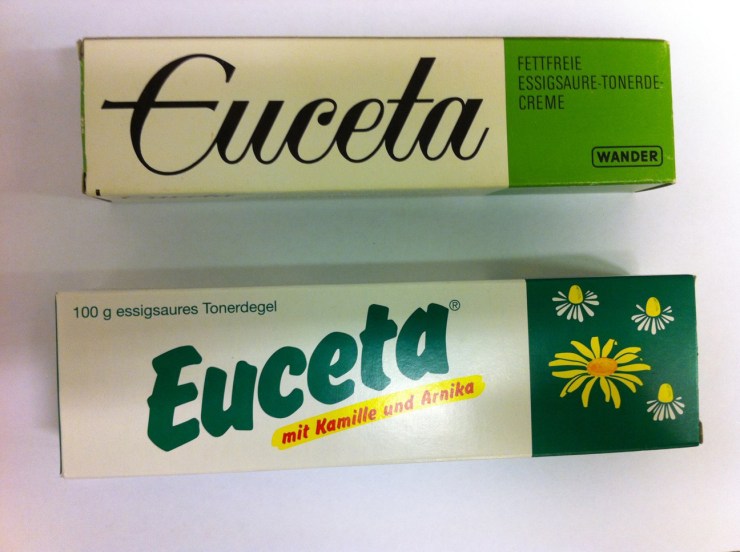 Euceta
FETTFREIE
ESSIGSAURE-TONERDE-
CREME
WANDER
100 g essigsaures Tonerdegel
Euceta®
mit Kamille und Arnika